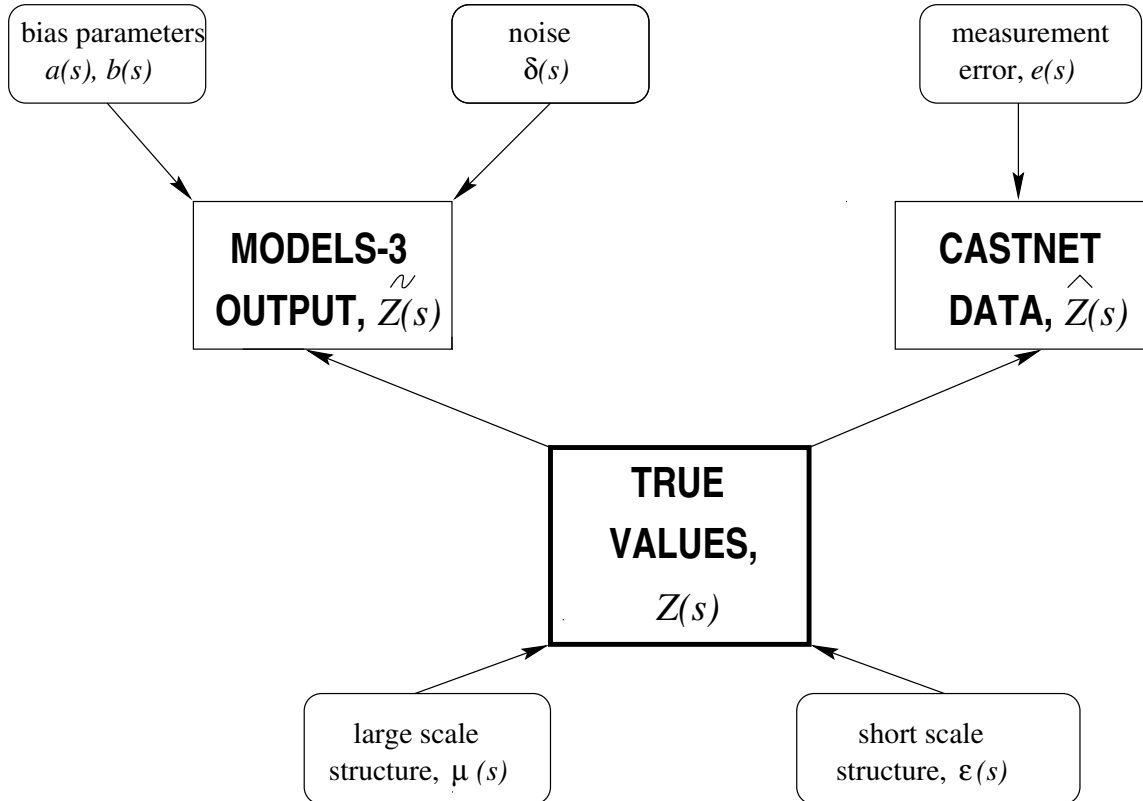 bias parameters
a(s), b(s)
noise
δ(s)
measurement
error, e(s)
MODELS-3
OUTPUT, Z̃(s)
CASTNET
DATA, Ẑ(s)
TRUE
VALUES,
Z(s)
large scale
structure, μ(s)
short scale
structure, ε(s)